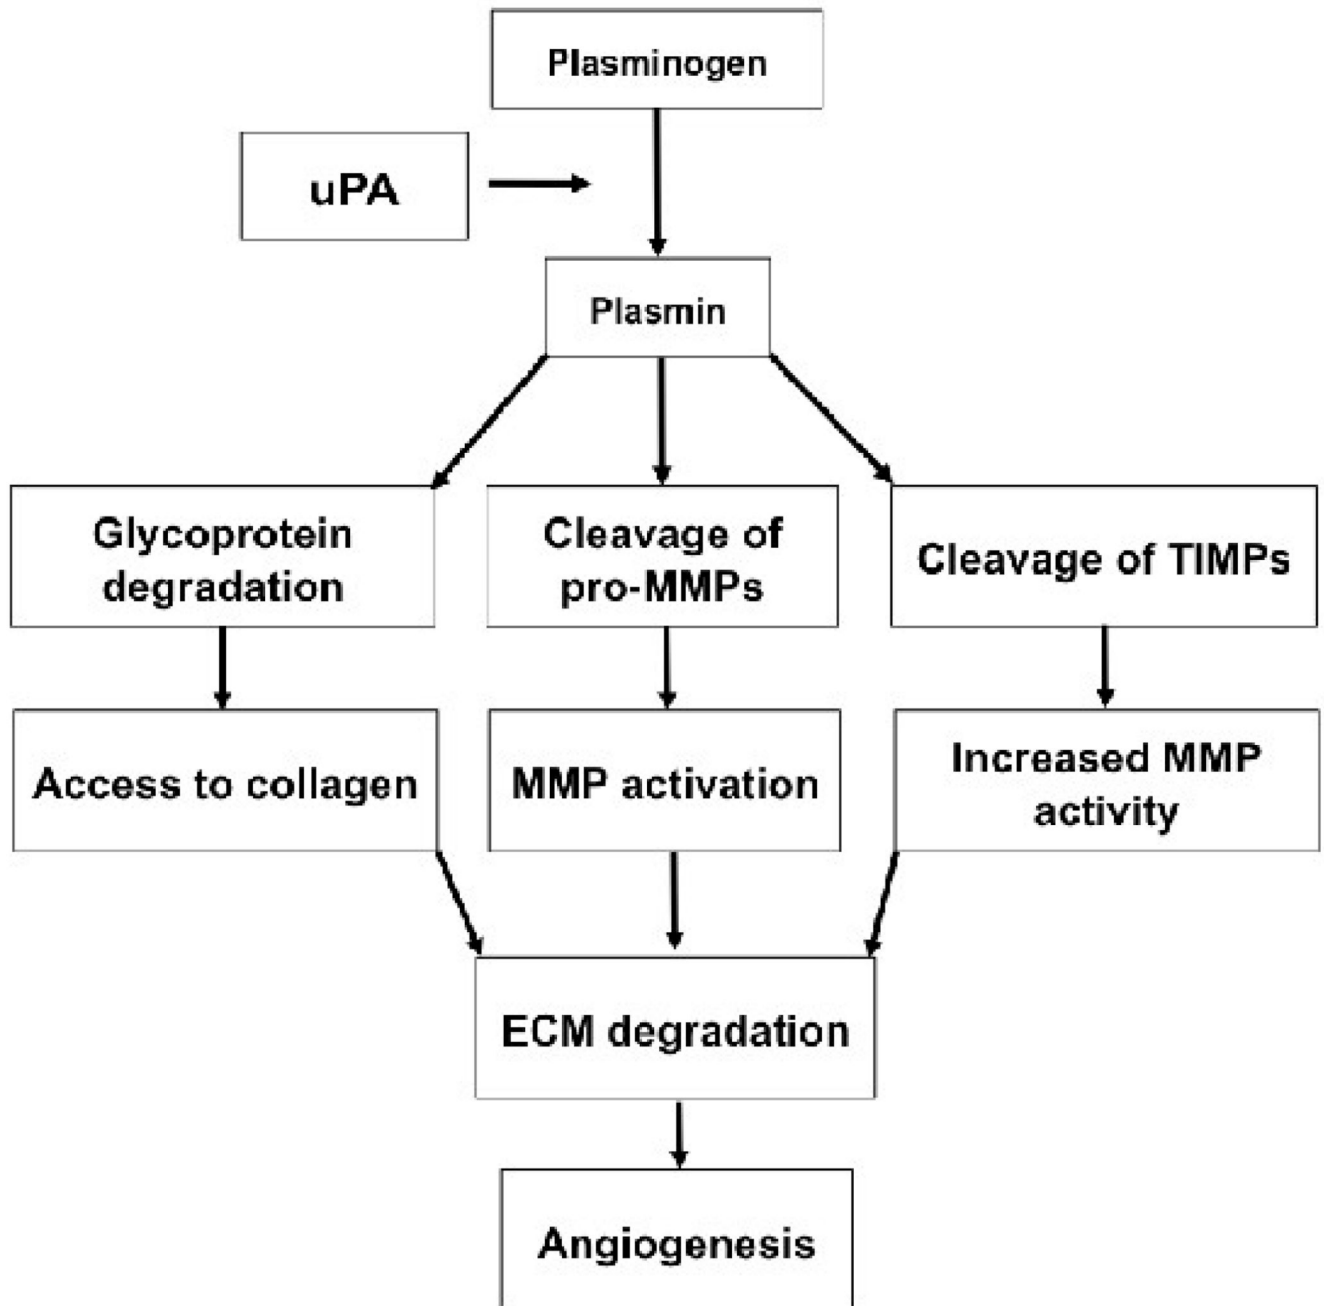 Plasminogen
uPA
Plasmin
Glycoprotein
degradation
Cleavage of
pro-MMPs
Cleavage of TIMPs
Access to collagen
MMP activation
Increased MMP
activity
ECM degradation
Angiogenesis